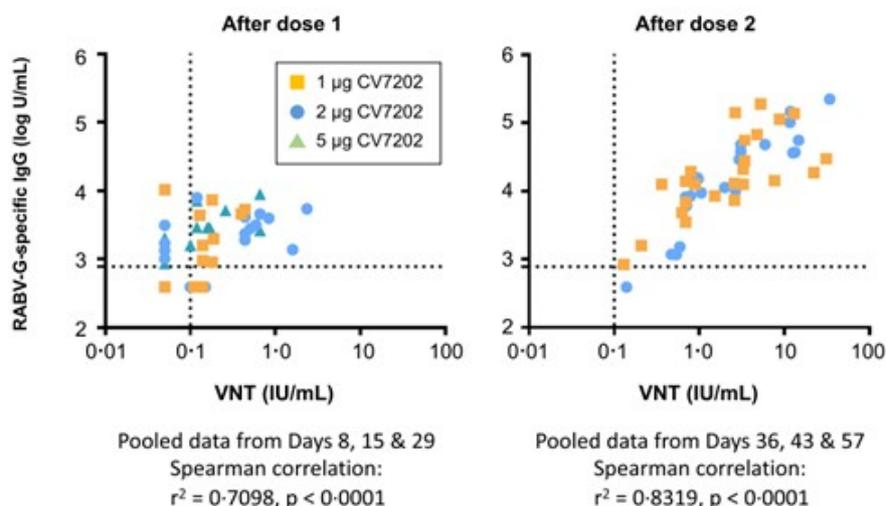 After dose 1
After dose 2
RABV-G-specific IgG (log U/mL)
6
5
4
3
2
1 µg CV7202
2 µg CV7202
5 µg CV7202
0·01
0·1
1·0
10
100
VNT (IU/mL)
6
5
4
3
2
0·01
0·1
1·0
10
100
VNT (IU/mL)
Pooled data from Days 8, 15 & 29
Spearman correlation:
r² = 0·7098, p < 0·0001
Pooled data from Days 36, 43 & 57
Spearman correlation:
r² = 0·8319, p < 0·0001